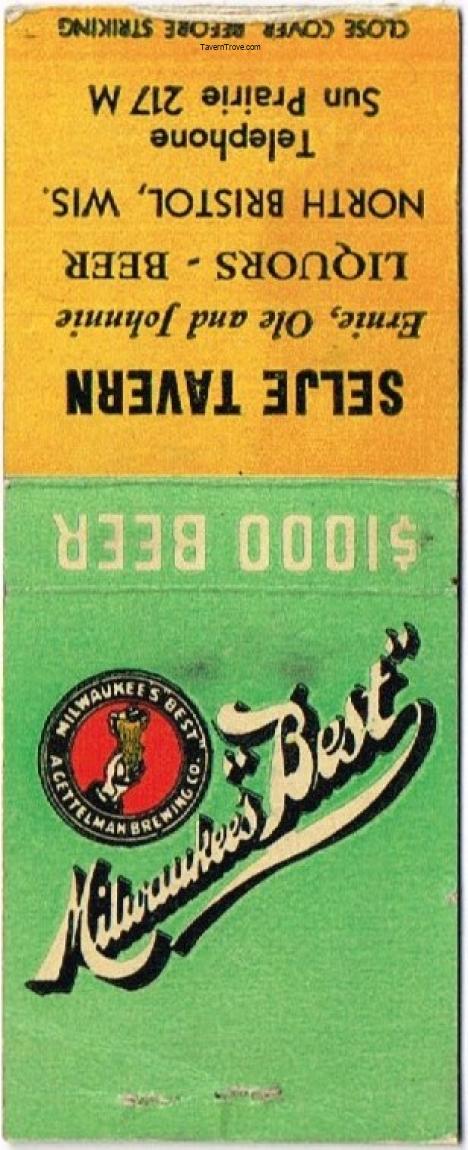 CLOSE COVER BEFORE STRIKING
TavernTrove.com
SELJE TAVERN
Ernie, Ole and Johnnie
LIQUORS - BEER
NORTH BRISTOL, WIS.
Telephone
Sun Prairie 217 M
$1000 BEER
MILWAUKEE'S "BEST"
A. GETTELMAN BREWING CO.
Milwaukee's
"Best"